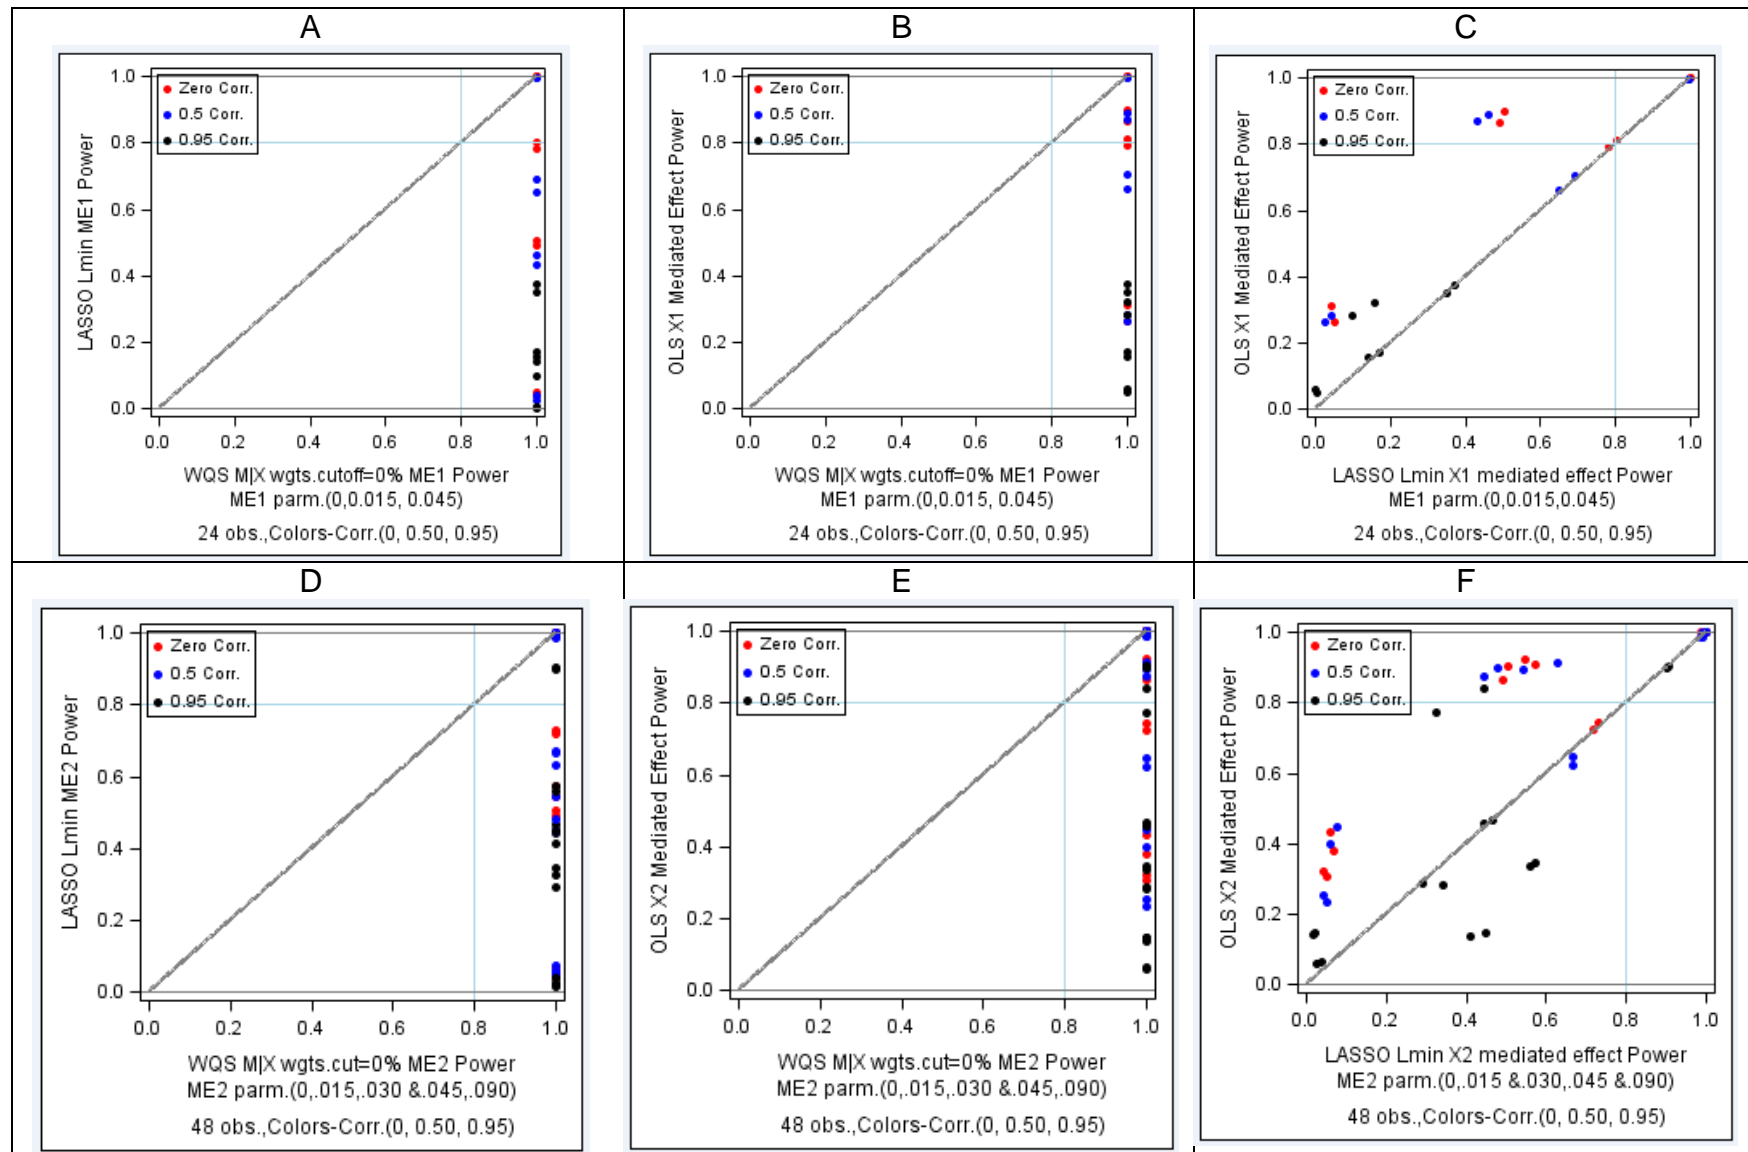 A
1.0
0.8
0.6
0.4
0.2
0.0
LASSO Lmin ME1 Power
Zero Corr.
0.5 Corr.
0.95 Corr.
0.0 0.2 0.4 0.6 0.8 1.0
WQS M|X wgts.cutoff=0% ME1 Power
ME1 parm.(0,0.015, 0.045)
24 obs.,Colors-Corr.(0, 0.50, 0.95)
B
1.0
0.8
0.6
0.4
0.2
0.0
OLS X1 Mediated Effect Power
Zero Corr.
0.5 Corr.
0.95 Corr.
0.0 0.2 0.4 0.6 0.8 1.0
WQS M|X wgts.cutoff=0% ME1 Power
ME1 parm.(0,0.015, 0.045)
24 obs.,Colors-Corr.(0, 0.50, 0.95)
C
1.0
0.8
0.6
0.4
0.2
0.0
OLS X1 Mediated Effect Power
Zero Corr.
0.5 Corr.
0.95 Corr.
0.0 0.2 0.4 0.6 0.8 1.0
LASSO Lmin X1 mediated effect Power
ME1 parm.(0,0.015,0.045)
24 obs.,Colors-Corr.(0, 0.50, 0.95)
D
1.0
0.8
0.6
0.4
0.2
0.0
LASSO Lmin ME2 Power
Zero Corr.
0.5 Corr.
0.95 Corr.
0.0 0.2 0.4 0.6 0.8 1.0
WQS M|X wgts.cut=0% ME2 Power
ME2 parm.(0,.015,.030 &.045,.090)
48 obs.,Colors-Corr.(0, 0.50, 0.95)
E
1.0
0.8
0.6
0.4
0.2
0.0
OLS X2 Mediated Effect Power
Zero Corr.
0.5 Corr.
0.95 Corr.
0.0 0.2 0.4 0.6 0.8 1.0
WQS M|X wgts.cut=0% ME2 Power
ME2 parm.(0,.015,.030 &.045,.090)
48 obs.,Colors-Corr.(0, 0.50, 0.95)
F
1.0
0.8
0.6
0.4
0.2
0.0
OLS X2 Mediated Effect Power
Zero Corr.
0.5 Corr.
0.95 Corr.
0.0 0.2 0.4 0.6 0.8 1.0
LASSO Lmin X2 mediated effect Power
ME2 parm.(0,.015 &.030,.045 &.090)
48 obs.,Colors-Corr.(0, 0.50, 0.95)